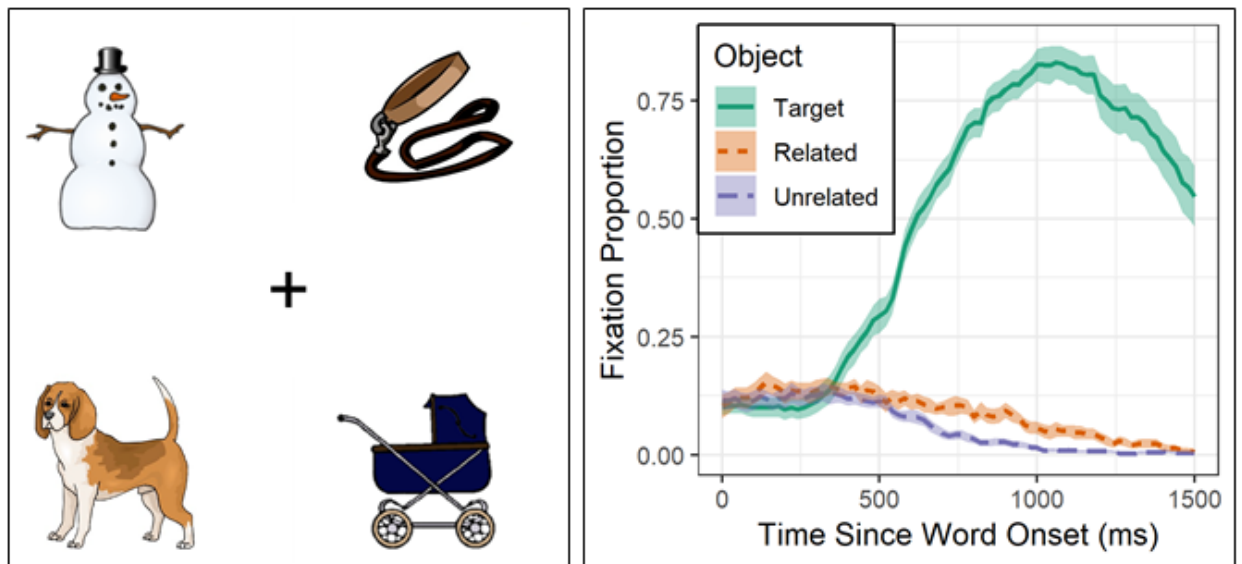 +
Object
Target
Related
Unrelated
Fixation Proportion
0.75
0.50
0.25
0.00
0 500 1000 1500
Time Since Word Onset (ms)